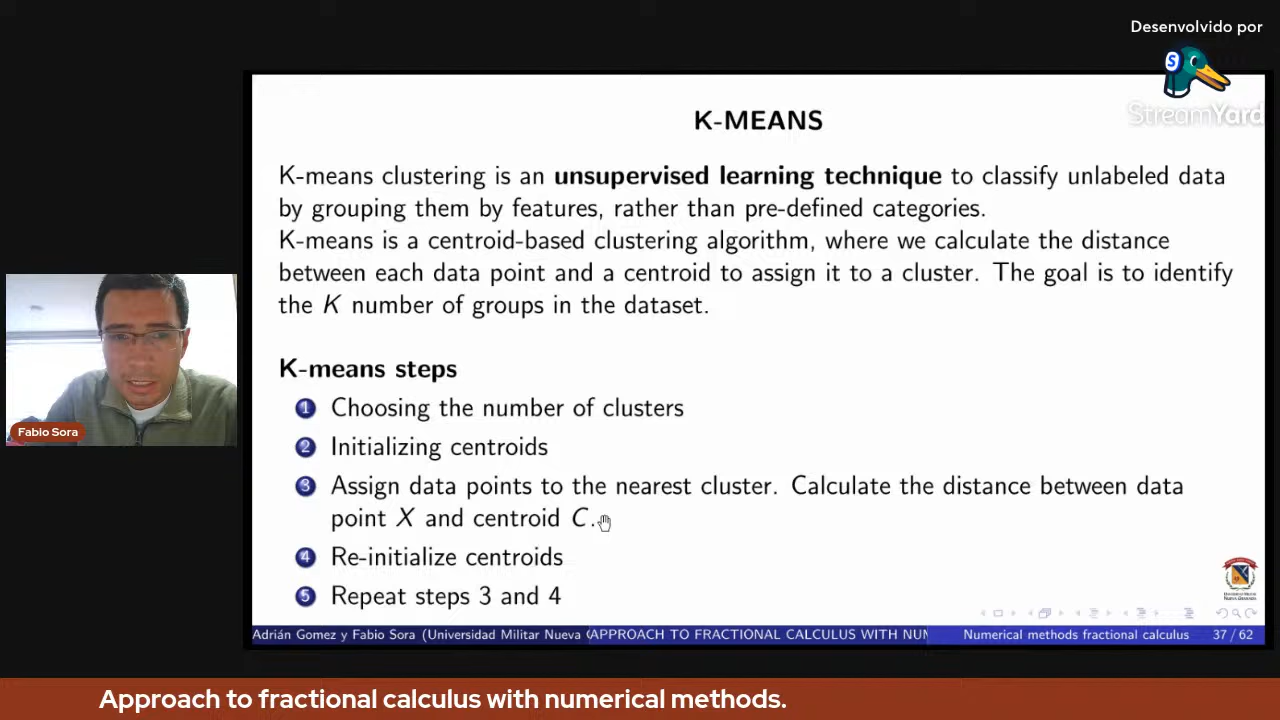 Desenvolvido por
StreamYard
K-MEANS
K-means clustering is an unsupervised learning technique to classify unlabeled data
by grouping them by features, rather than pre-defined categories.
K-means is a centroid-based clustering algorithm, where we calculate the distance
between each data point and a centroid to assign it to a cluster. The goal is to identify
the K number of groups in the dataset.
K-means steps
1 Choosing the number of clusters
2 Initializing centroids
3 Assign data points to the nearest cluster. Calculate the distance between data
point X and centroid C.
4 Re-initialize centroids
5 Repeat steps 3 and 4
Fabio Sora
Adrián Gomez y Fabio Sora (Universidad Militar Nueva APPROACH TO FRACTIONAL CALCULUS WITH NUM Numerical methods fractional calculus 37 / 62
Approach to fractional calculus with numerical methods.